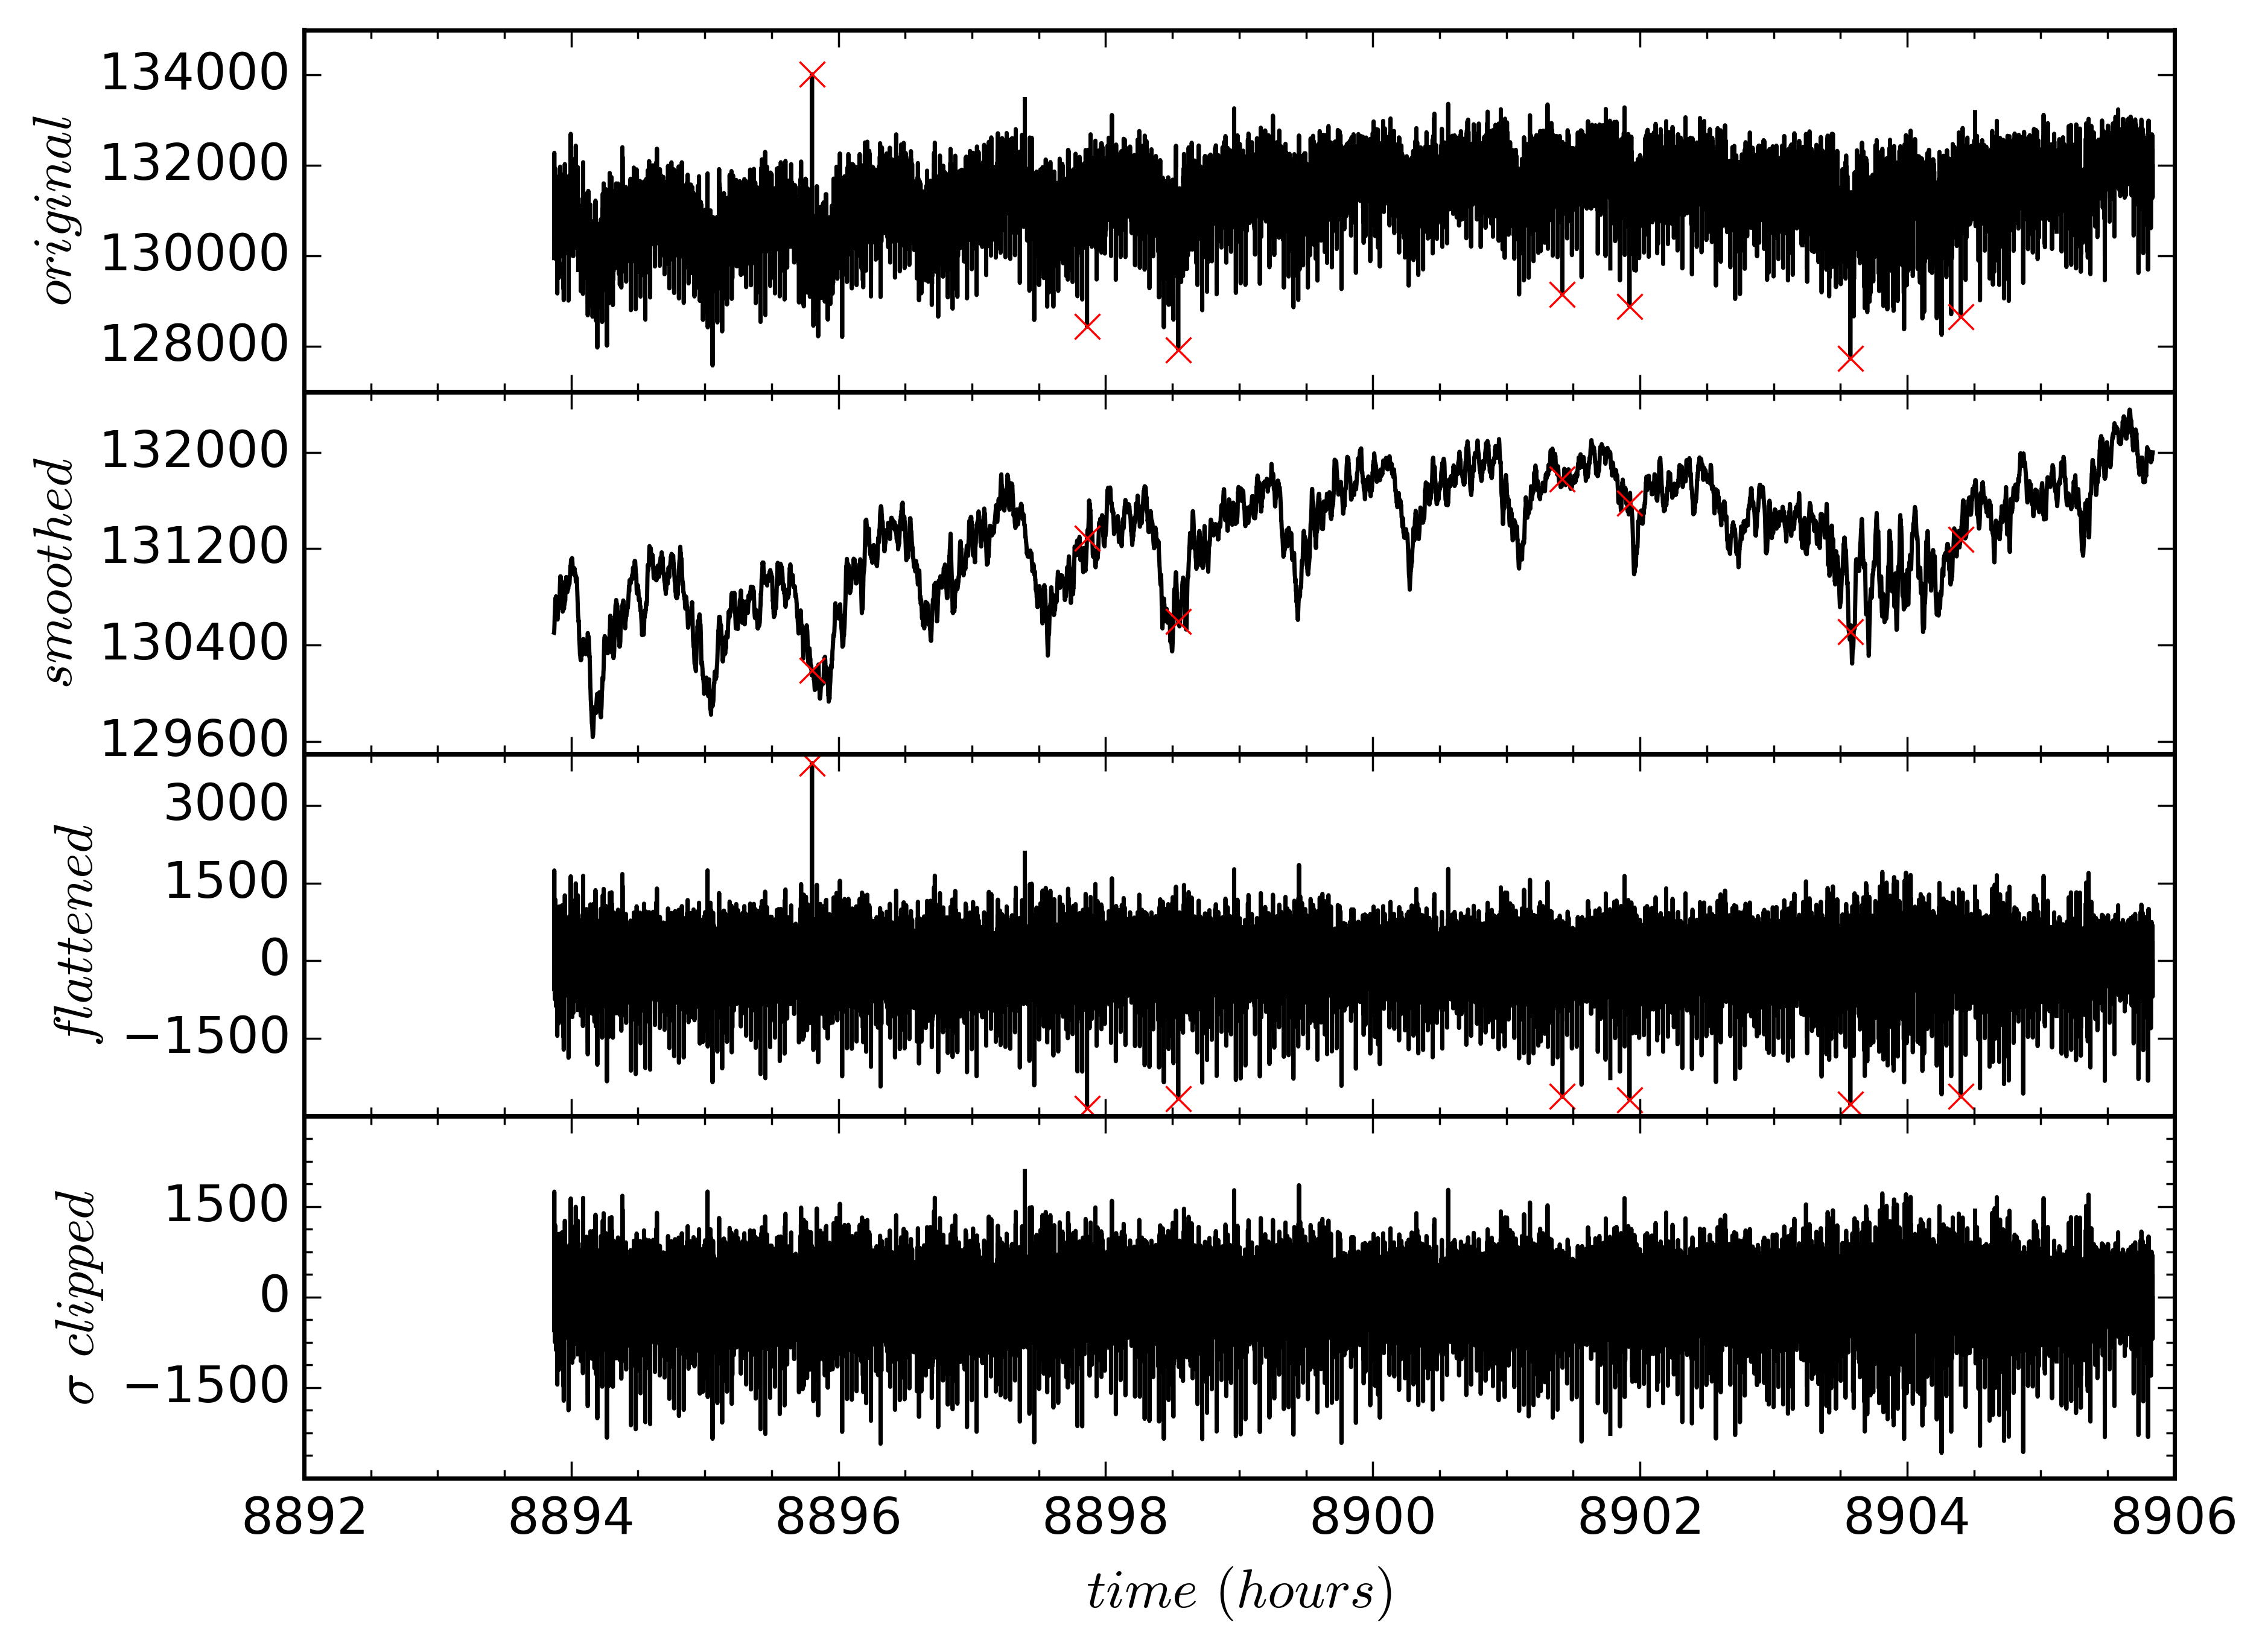 original
134000
132000
130000
128000
smoothed
132000
131200
130400
129600
flattened
3000
1500
0
−1500
σ clipped
1500
0
−1500
8892 8894 8896 8898 8900 8902 8904 8906
time (hours)